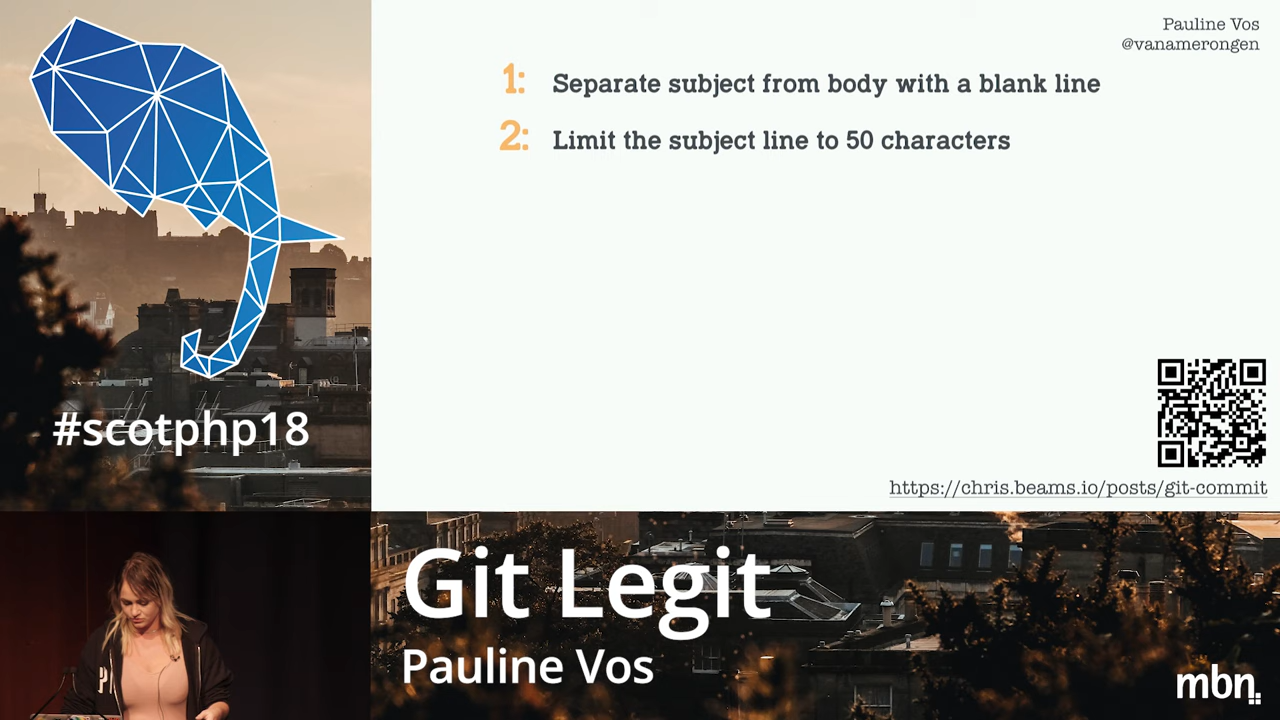 Pauline Vos
@vanamerongen
1: Separate subject from body with a blank line
2: Limit the subject line to 50 characters
https://chris.beams.io/posts/git-commit
#scotphp18
Git Legit
Pauline Vos
mbn